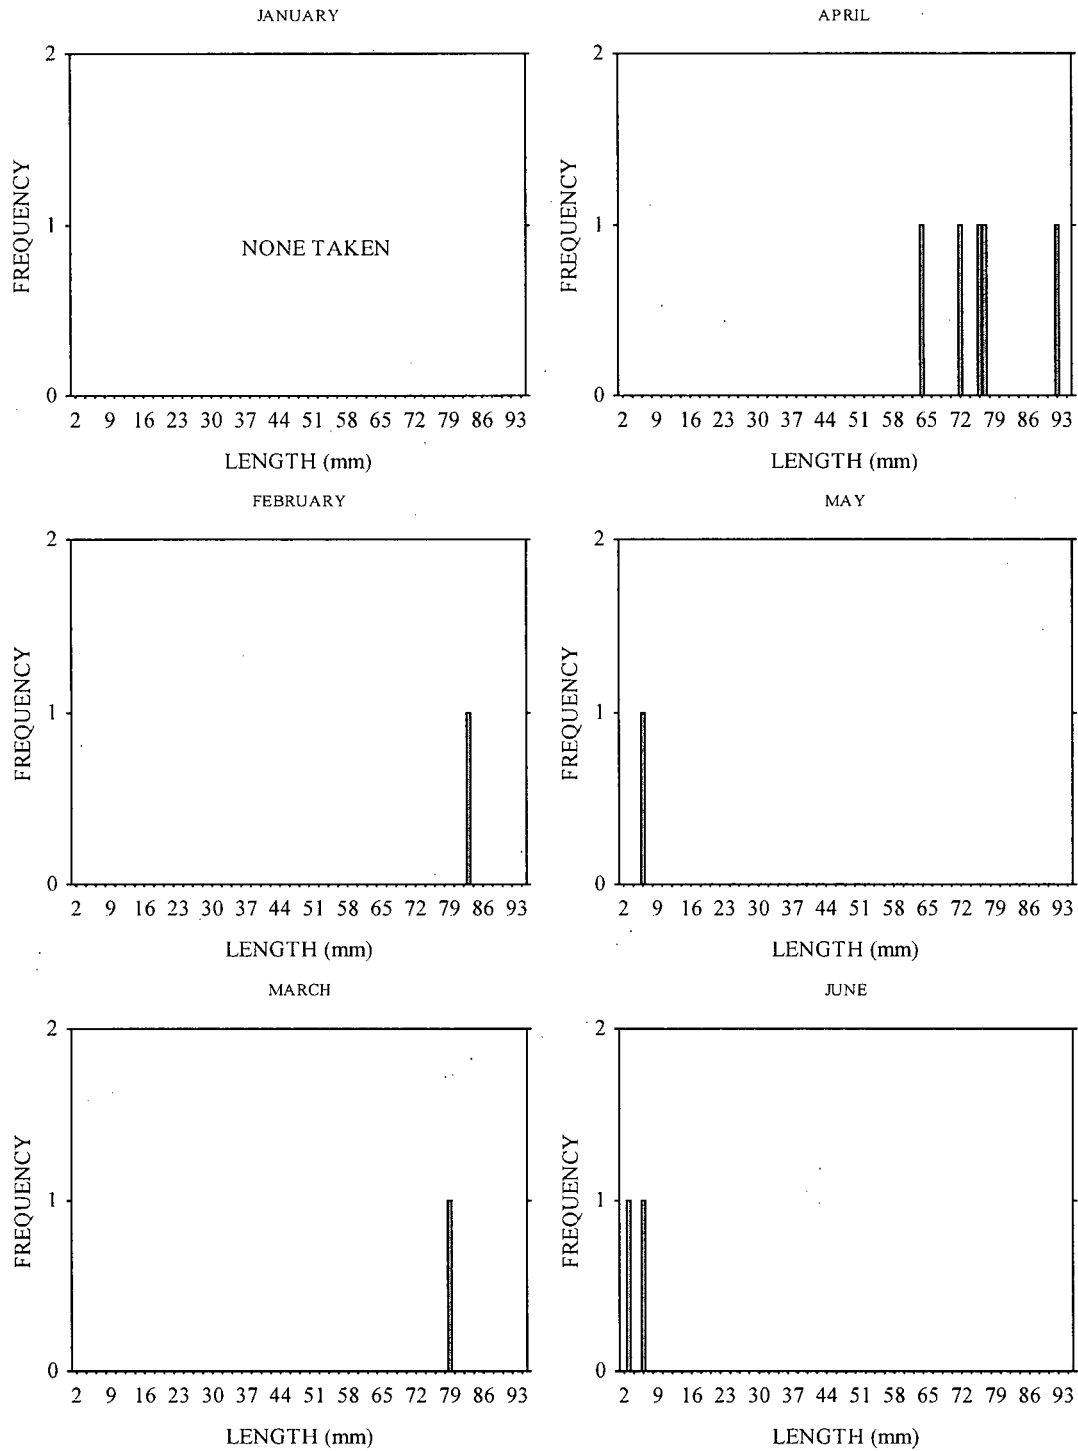 JANUARY
2
1
0
FREQUENCY
NONE TAKEN
2 9 16 23 30 37 44 51 58 65 72 79 86 93
LENGTH (mm)
APRIL
2
1
0
FREQUENCY
2 9 16 23 30 37 44 51 58 65 72 79 86 93
LENGTH (mm)
FEBRUARY
2
1
0
FREQUENCY
2 9 16 23 30 37 44 51 58 65 72 79 86 93
LENGTH (mm)
MAY
2
1
0
FREQUENCY
2 9 16 23 30 37 44 51 58 65 72 79 86 93
LENGTH (mm)
MARCH
2
1
0
FREQUENCY
2 9 16 23 30 37 44 51 58 65 72 79 86 93
LENGTH (mm)
JUNE
2
1
0
FREQUENCY
2 9 16 23 30 37 44 51 58 65 72 79 86 93
LENGTH (mm)